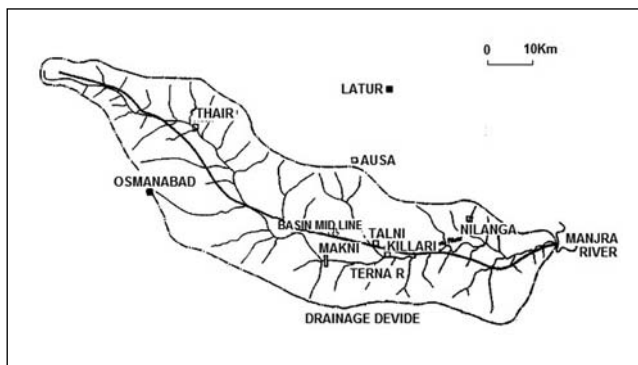 0 10Km
LATUR
THAIR
AUSA
OSMANABAD
BASIN MID LINE
TALNI
NILANGA
KILLARI
MAKNI
MANJRA
RIVER
TERNA R
DRAINAGE DEVIDE